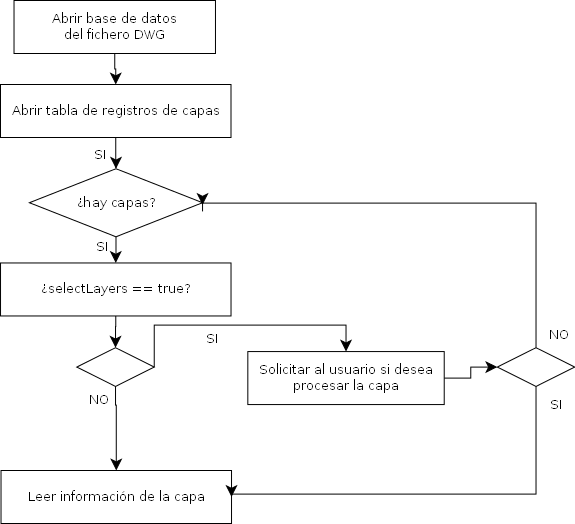 Abrir base de datos
del fichero DWG
Abrir tabla de registros de capas
SI
¿hay capas?
SI
¿selectLayers == true?
SI
NO
Solicitar al usuario si desea
procesar la capa
NO
SI
Leer información de la capa